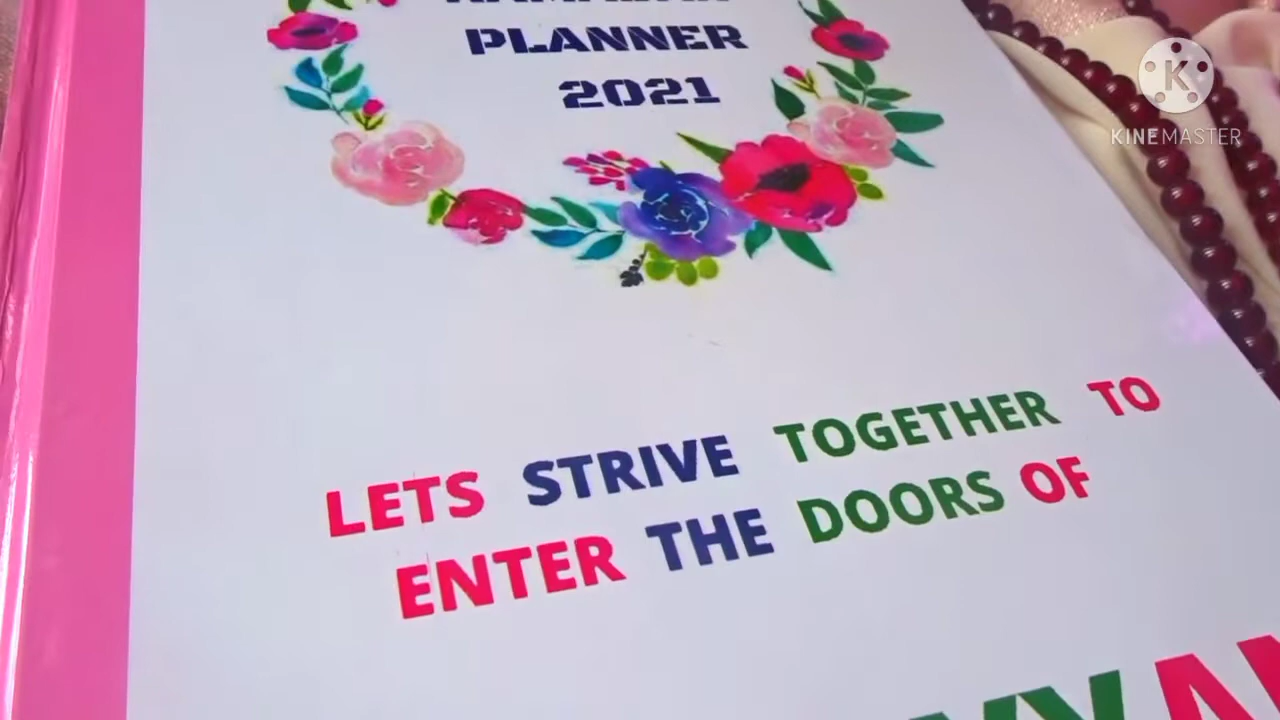 PLANNER
2021
KINEMASTER
LETS STRIVE TOGETHER TO
ENTER THE DOORS OF